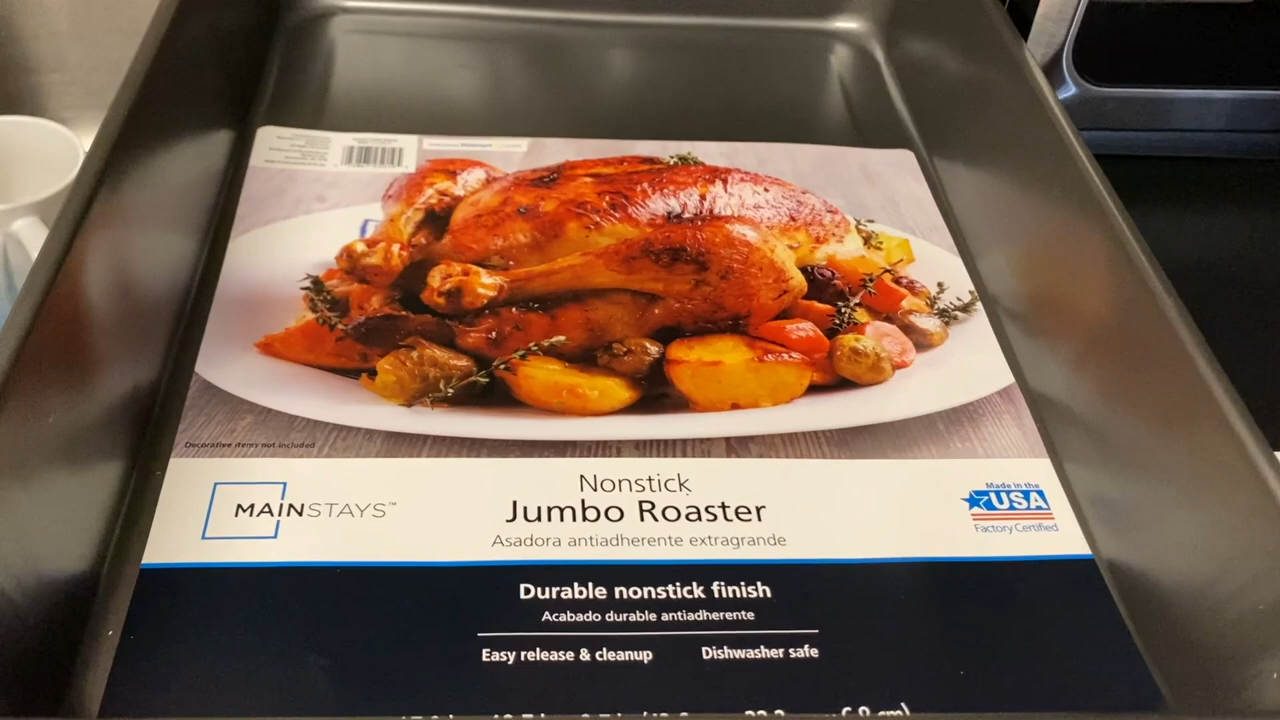 Walmart
Decorative items not included
MAINSTAYS™
Nonstick
Jumbo Roaster
Asadora antiadherente extragrande
Made in the
USA
Factory Certified
Durable nonstick finish
Acabado durable antiadherente
Easy release & cleanup
Dishwasher safe